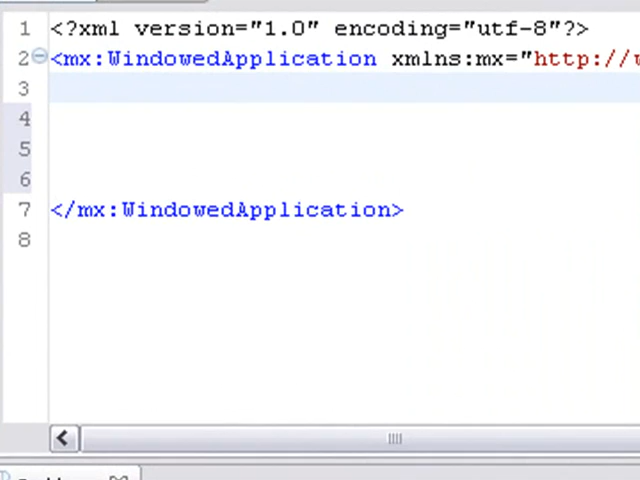 1 <?xml version="1.0" encoding="utf-8"?>
2 <mx:WindowedApplication xmlns:mx="http://
3
4
5
6
7 </mx:WindowedApplication>
8